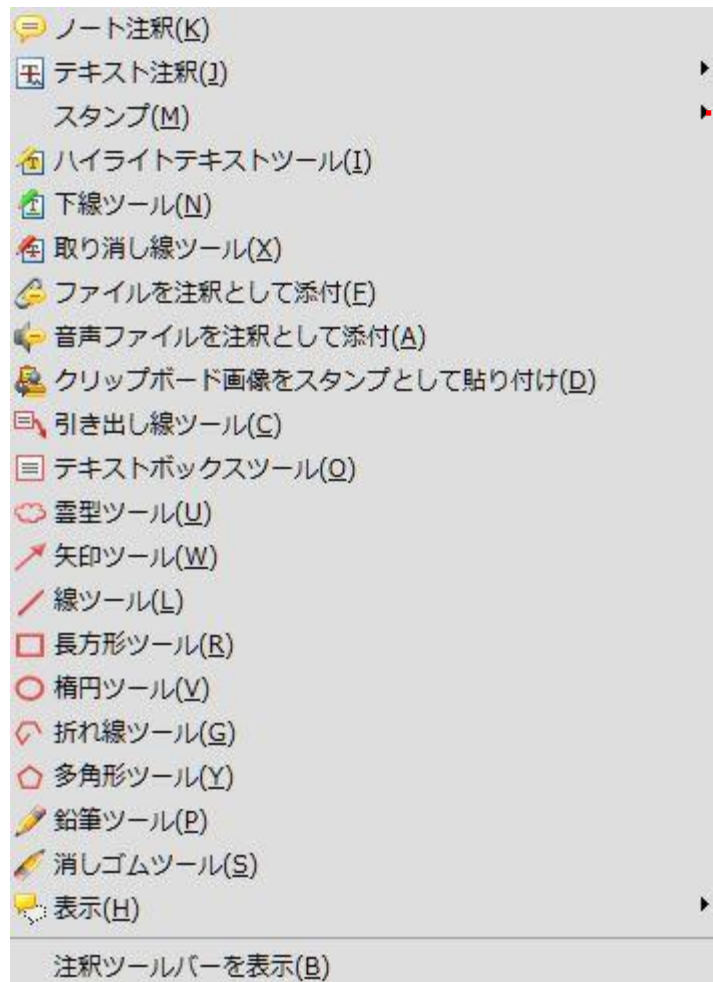 ノート注釈(K)
テキスト注釈(J)
スタンプ(M)
ハイライトテキストツール(I)
下線ツール(N)
取り消し線ツール(X)
ファイルを注釈として添付(F)
音声ファイルを注釈として添付(A)
クリップボード画像をスタンプとして貼り付け(D)
引き出し線ツール(C)
テキストボックスツール(O)
雲型ツール(U)
矢印ツール(W)
線ツール(L)
長方形ツール(R)
楕円ツール(V)
折れ線ツール(G)
多角形ツール(Y)
鉛筆ツール(P)
消しゴムツール(S)
表示(H)
注釈ツールバーを表示(B)